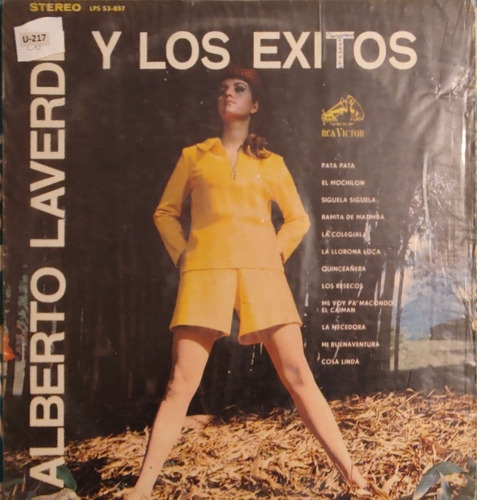 STEREO LPS 53-857
U-217
Y LOS EXITOS
ALBERTO LAVERDE
RCA VICTOR
PATA PATA
EL MOCHILON
SIGUELA SIGUELA
RAMITA DE MATIMBA
LA COLEGIALA
LA LLORONA LOCA
QUINCEAÑERA
LOS RESECOS
ME VOY PA' MACONDO
EL CAIMAN
LA MECEDORA
MI BUENAVENTURA
COSA LINDA